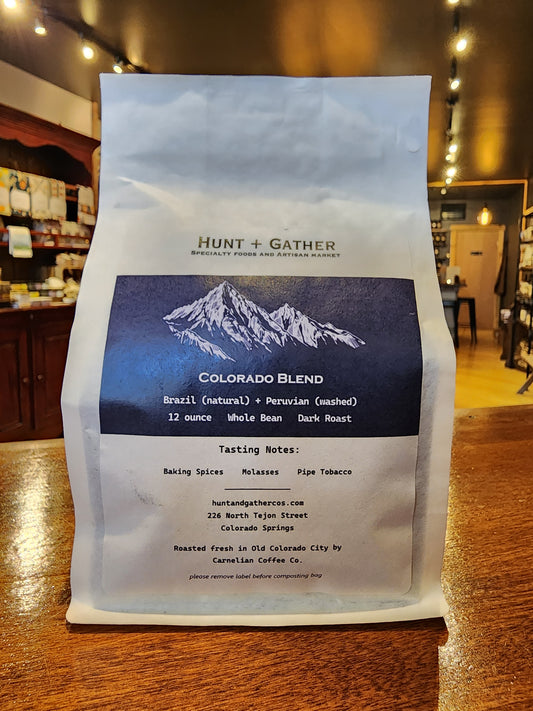 HUNT + GATHER
SPECIALTY FOODS AND ARTISAN MARKET
COLORADO BLEND
Brazil (natural) + Peruvian (washed)
12 ounce Whole Bean Dark Roast
Tasting Notes:
Baking Spices Molasses Pipe Tobacco
huntandgathercos.com
226 North Tejon Street
Colorado Springs
Roasted fresh in Old Colorado City by
Carnelian Coffee Co.
please remove label before composting bag